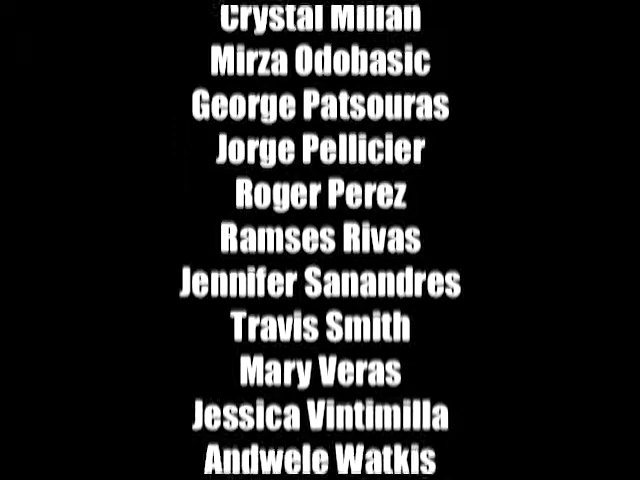 Crystal Milian
Mirza Odobasic
George Patsouras
Jorge Pellicier
Roger Perez
Ramses Rivas
Jennifer Sanandres
Travis Smith
Mary Veras
Jessica Vintimilla
Andwele Watkis